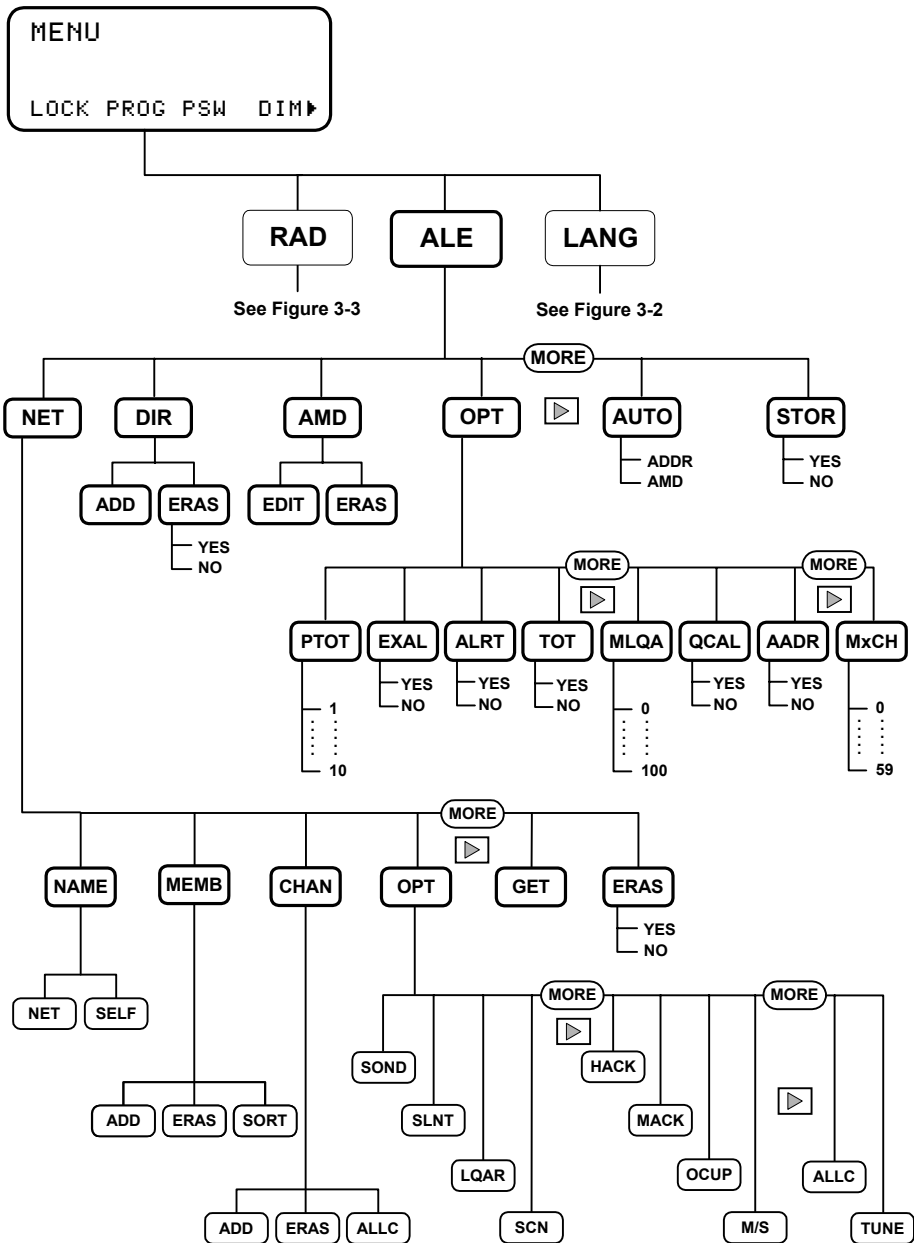 MENU
LOCK PROG PSW DIM
RAD ALE LANG
See Figure 3-3 See Figure 3-2
MORE
NET DIR AMD OPT AUTO STOR
ADDR YES
AMD NO
ADD ERAS EDIT ERAS
YES
NO
MORE MORE
PTOT EXAL ALRT TOT MLQA QCAL AADR MxCH
YES YES YES YES YES
NO NO NO NO NO
1 0 0
10 100 59
MORE
NAME MEMB CHAN OPT GET ERAS
YES
NO
NET SELF MORE MORE
SOND HACK
ADD ERAS SORT SLNT MACK
LQAR OCUP ALLC
ADD ERAS ALLC SCN M/S TUNE